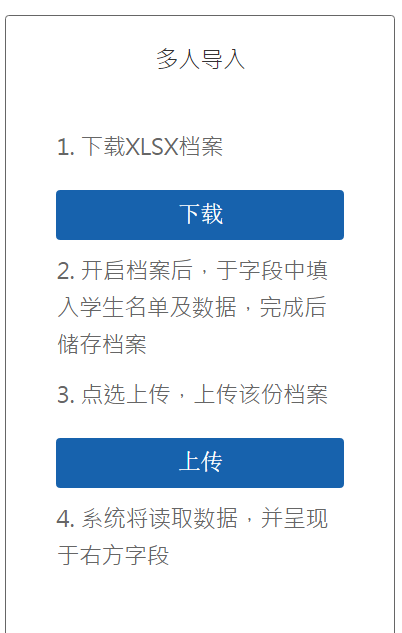 多人导入
1. 下载XLSX档案
下载
2. 开启档案后，于字段中填
入学生名单及数据，完成后
储存档案
3. 点选上传，上传该份档案
上传
4. 系统将读取数据，并呈现
于右方字段